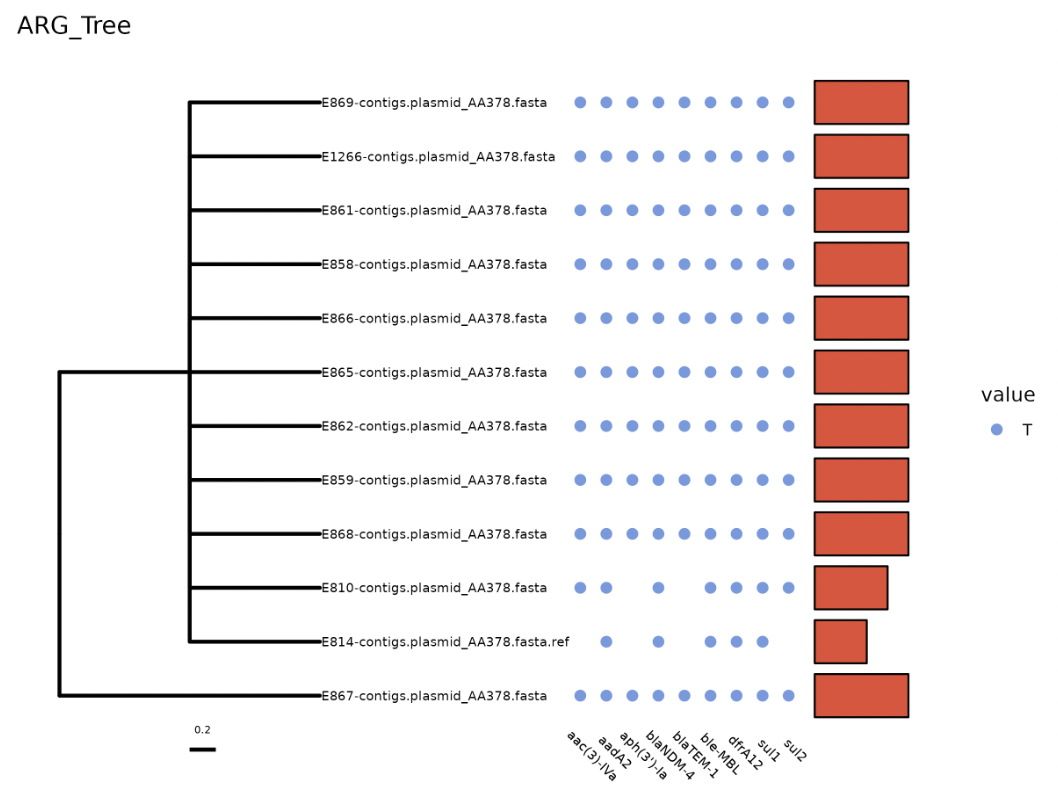 ARG_Tree
E869-contigs.plasmid_AA378.fasta
E1266-contigs.plasmid_AA378.fasta
E861-contigs.plasmid_AA378.fasta
E858-contigs.plasmid_AA378.fasta
E866-contigs.plasmid_AA378.fasta
E865-contigs.plasmid_AA378.fasta
E862-contigs.plasmid_AA378.fasta
E859-contigs.plasmid_AA378.fasta
E868-contigs.plasmid_AA378.fasta
E810-contigs.plasmid_AA378.fasta
E814-contigs.plasmid_AA378.fasta.ref
E867-contigs.plasmid_AA378.fasta
value
T
0.2
aac(3)-IVa
aadA2
aph(3')-Ia
blaNDM-4
blaTEM-1
ble-MBL
dfrA12
sul1
sul2